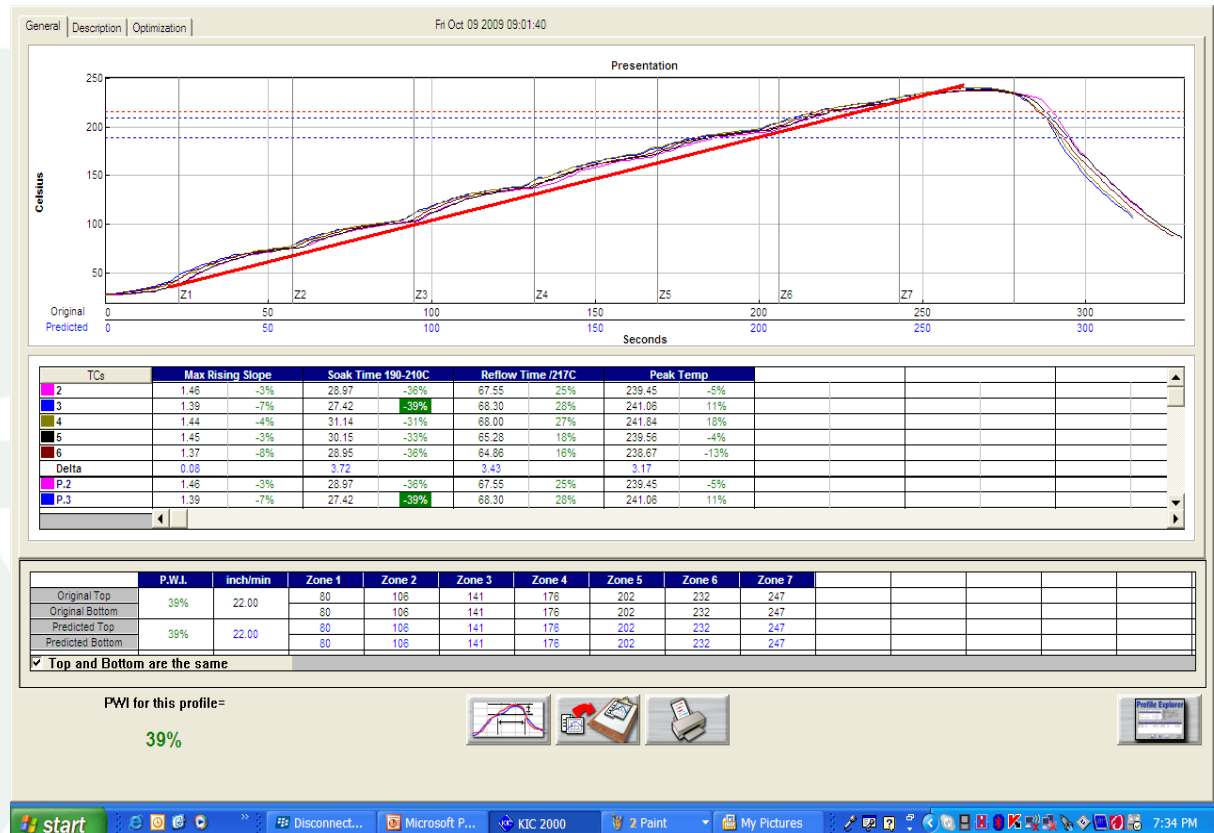 General Description Optimization Fri Oct 09 2009 09:01:40
Presentation
250
200
150
100
50
Celsius
Z1 Z2 Z3 Z4 Z5 Z6 Z7
Original 0 50 100 150 200 250 300
Predicted 0 50 100 150 200 250 300
Seconds
TCs Max Rising Slope Soak Time 190-210C Reflow Time /217C Peak Temp
2 1.46 -3% 28.97 -36% 67.55 25% 239.45 -5%
3 1.39 -7% 27.42 -39% 68.30 28% 241.06 11%
4 1.44 -4% 31.14 -31% 68.00 27% 241.84 18%
5 1.45 -3% 30.15 -33% 65.28 18% 239.56 -4%
6 1.37 -8% 28.95 -36% 64.86 16% 238.67 -13%
Delta 0.08 3.72 3.43 3.17
P.2 1.46 -3% 28.97 -36% 67.55 25% 239.45 -5%
P.3 1.39 -7% 27.42 -39% 68.30 28% 241.06 11%
P.W.I. inch/min Zone 1 Zone 2 Zone 3 Zone 4 Zone 5 Zone 6 Zone 7
Original Top 39% 22.00 80 106 141 176 202 232 247
Original Bottom 80 106 141 176 202 232 247
Predicted Top 39% 22.00 80 106 141 176 202 232 247
Predicted Bottom 80 106 141 176 202 232 247
Top and Bottom are the same
PWI for this profile=
39%
Profile Explorer
start Disconnect... Microsoft P... KIC 2000 2 Paint My Pictures 7:34 PM